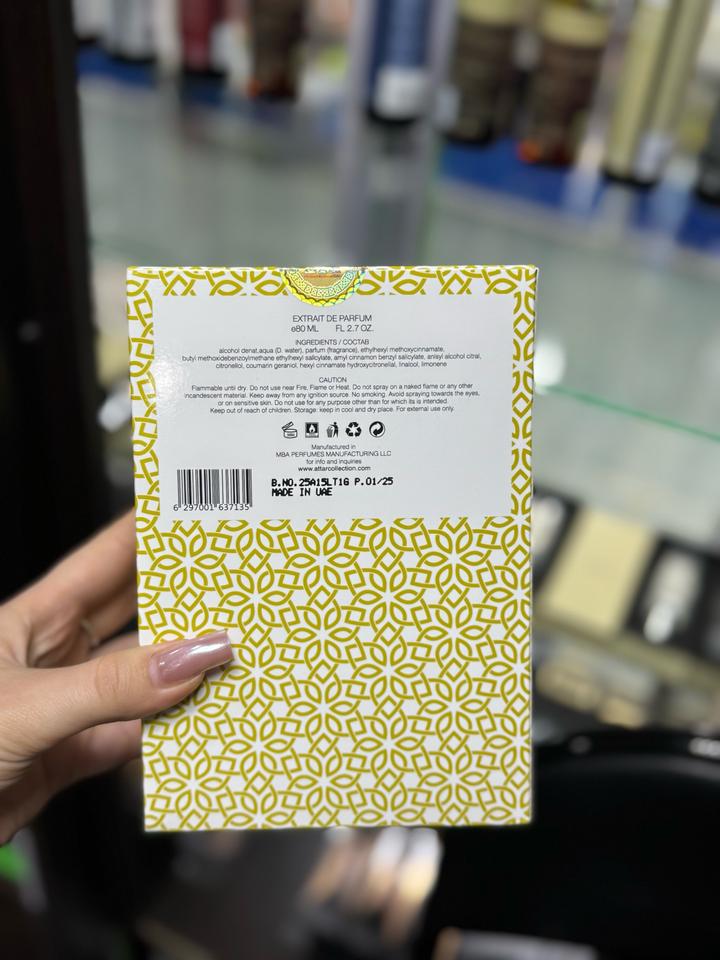 EXTRAIT DE PARFUM
℮80 ML FL 2.7 OZ.
INGREDIENTS / СОСТАВ
alcohol denat,aqua (D. water), parfum (fragrance), ethylhexyl methoxycinnamate,
butyl methoxidebenzoylmethane ethylhexyl salicylate, amyl cinnamon benzyl salicylate, anisyl alcohol citral,
citronellol, coumarin geraniol, hexyl cinnamate hydroxycitronellal, linalool, limonene
CAUTION
Flammable until dry. Do not use near Fire, Flame or Heat. Do not spray on a naked flame or any other
incandescent material. Keep away from any ignition source. No smoking. Avoid spraying towards the eyes,
or on sensitive skin. Do not use for any purpose other than for which its is intended.
Keep out of reach of children. Storage: keep in cool and dry place. For external use only.
Manufactured in
MBA PERFUMES MANUFACTURING LLC
for info and inquiries
www.attarcollection.com
B.NO.25A15LT1G P.01/25
MADE IN UAE
6 297001 637135